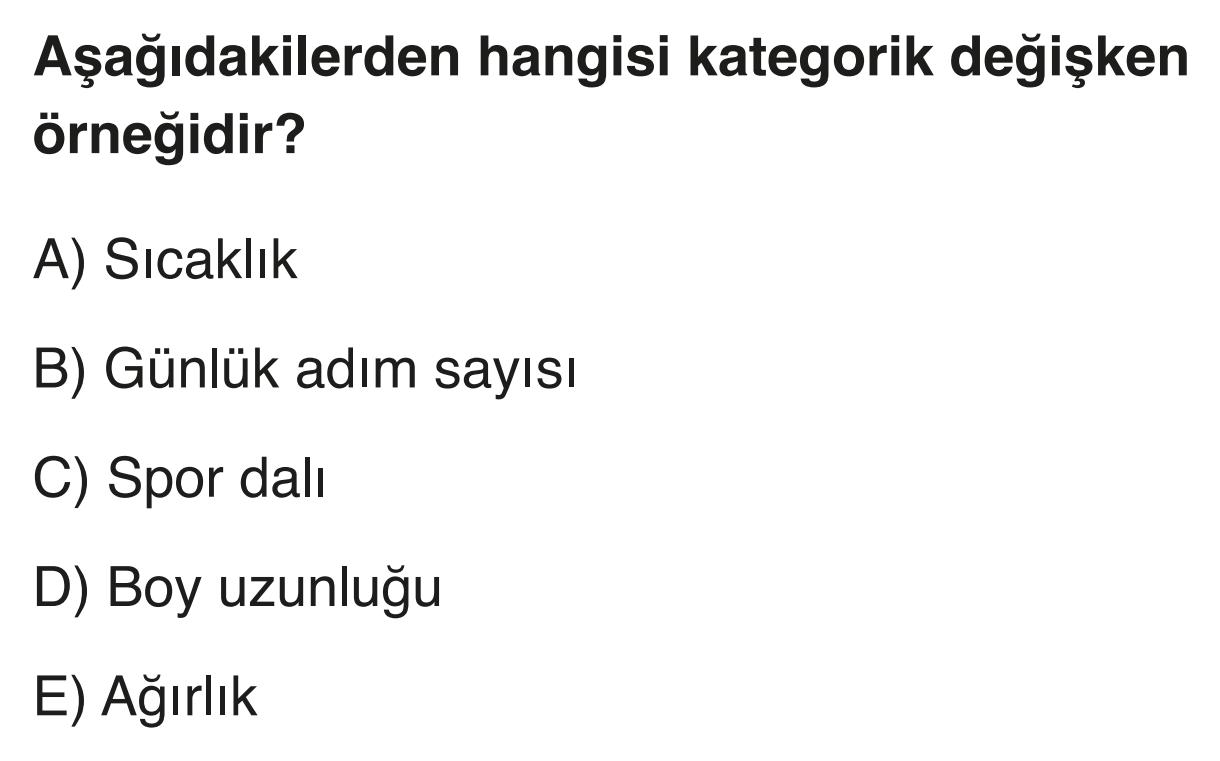 Aşağıdakilerden hangisi kategorik değişken
örneğidir?
A) Sıcaklık
B) Günlük adım sayısı
C) Spor dalı
D) Boy uzunluğu
E) Ağırlık